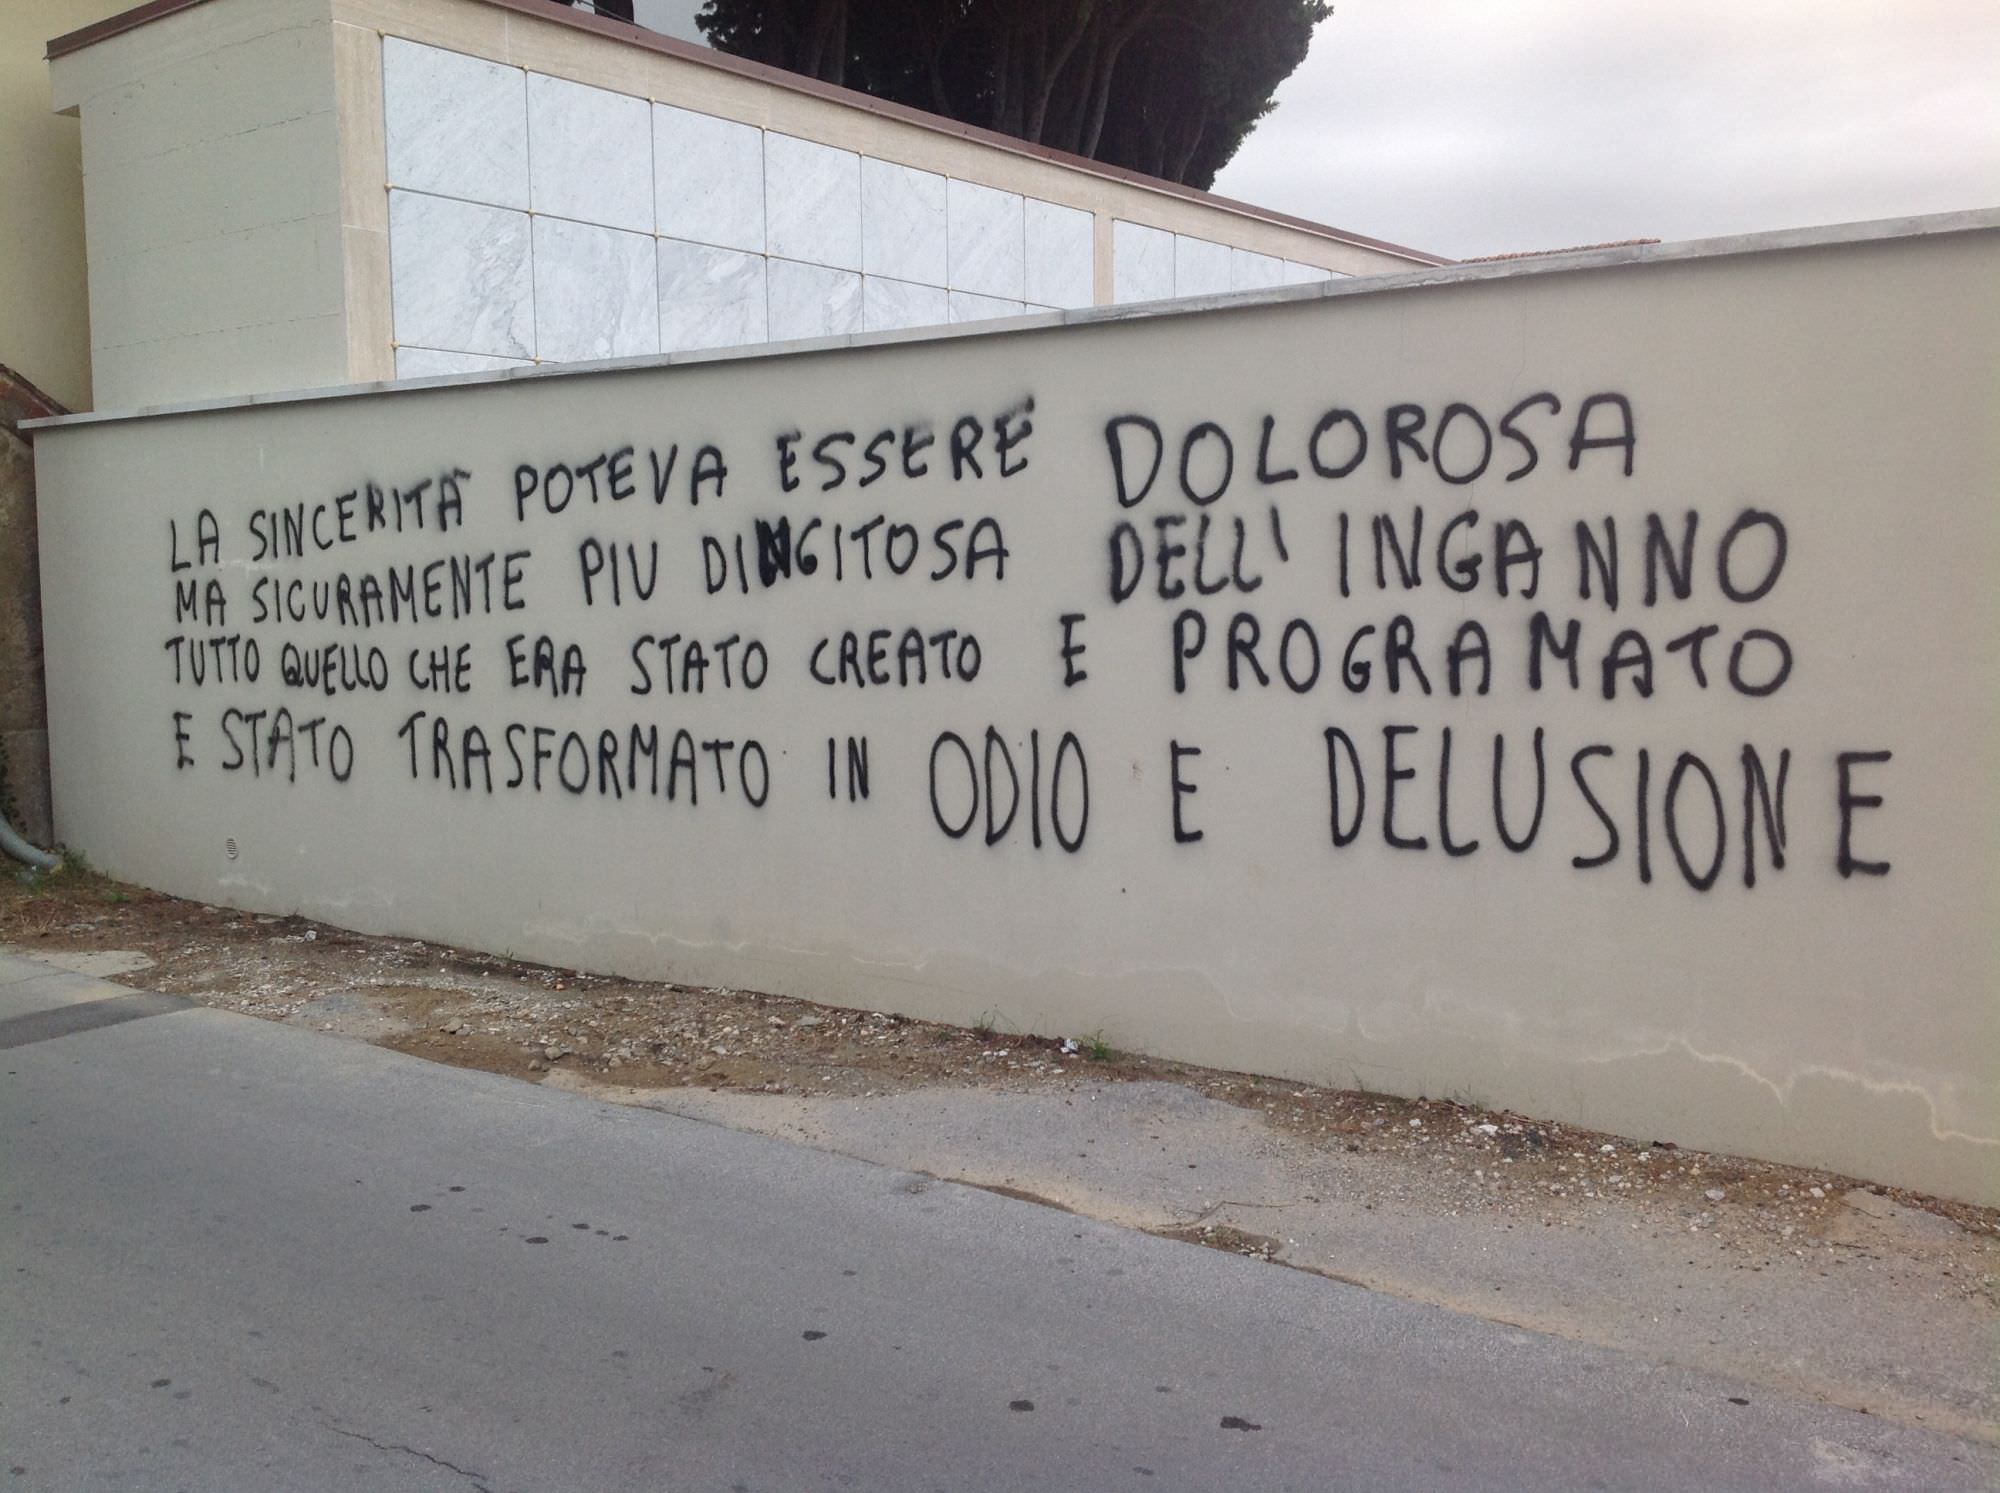 LA SINCERITÀ POTEVA ESSERE DOLOROSA
MA SICURAMENTE PIU DINGITOSA DELL' INGANNO
TUTTO QUELLO CHE ERA STATO CREATO E PROGRAMATO
E STATO TRASFORMATO IN ODIO E DELUSIONE